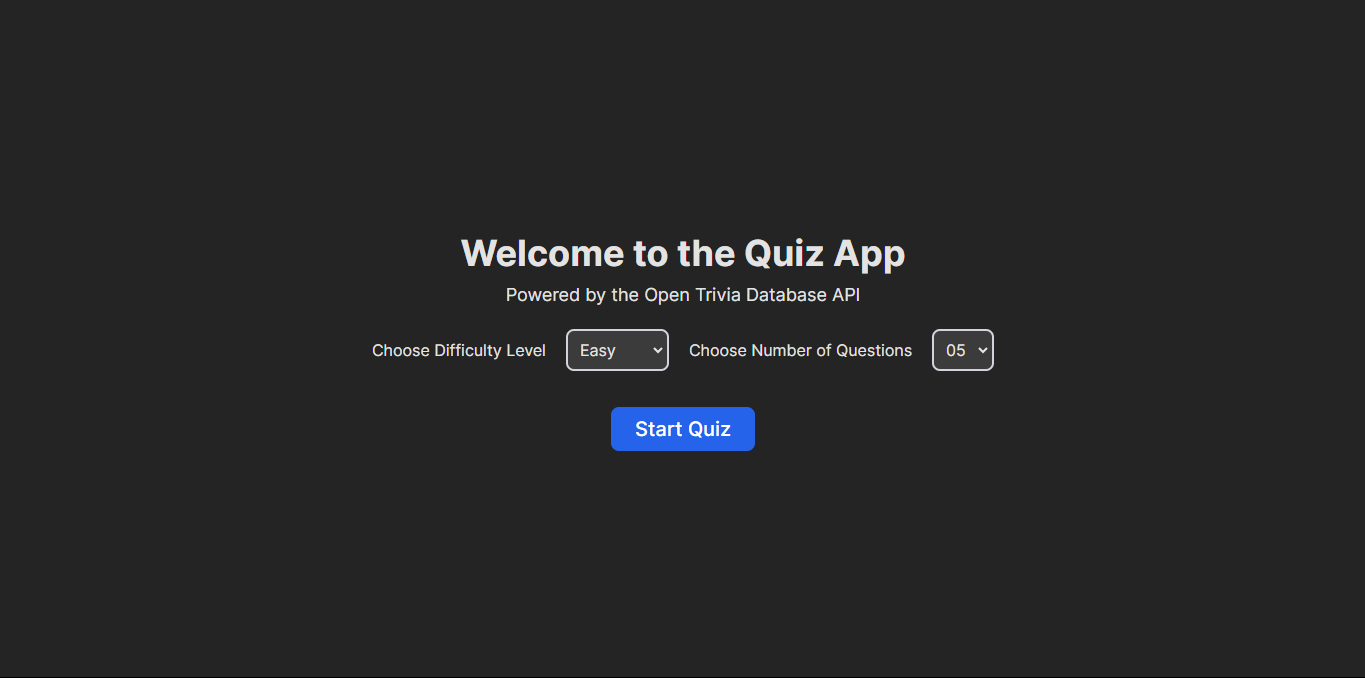 Welcome to the Quiz App
Powered by the Open Trivia Database API
Choose Difficulty Level Easy Choose Number of Questions 05
Start Quiz